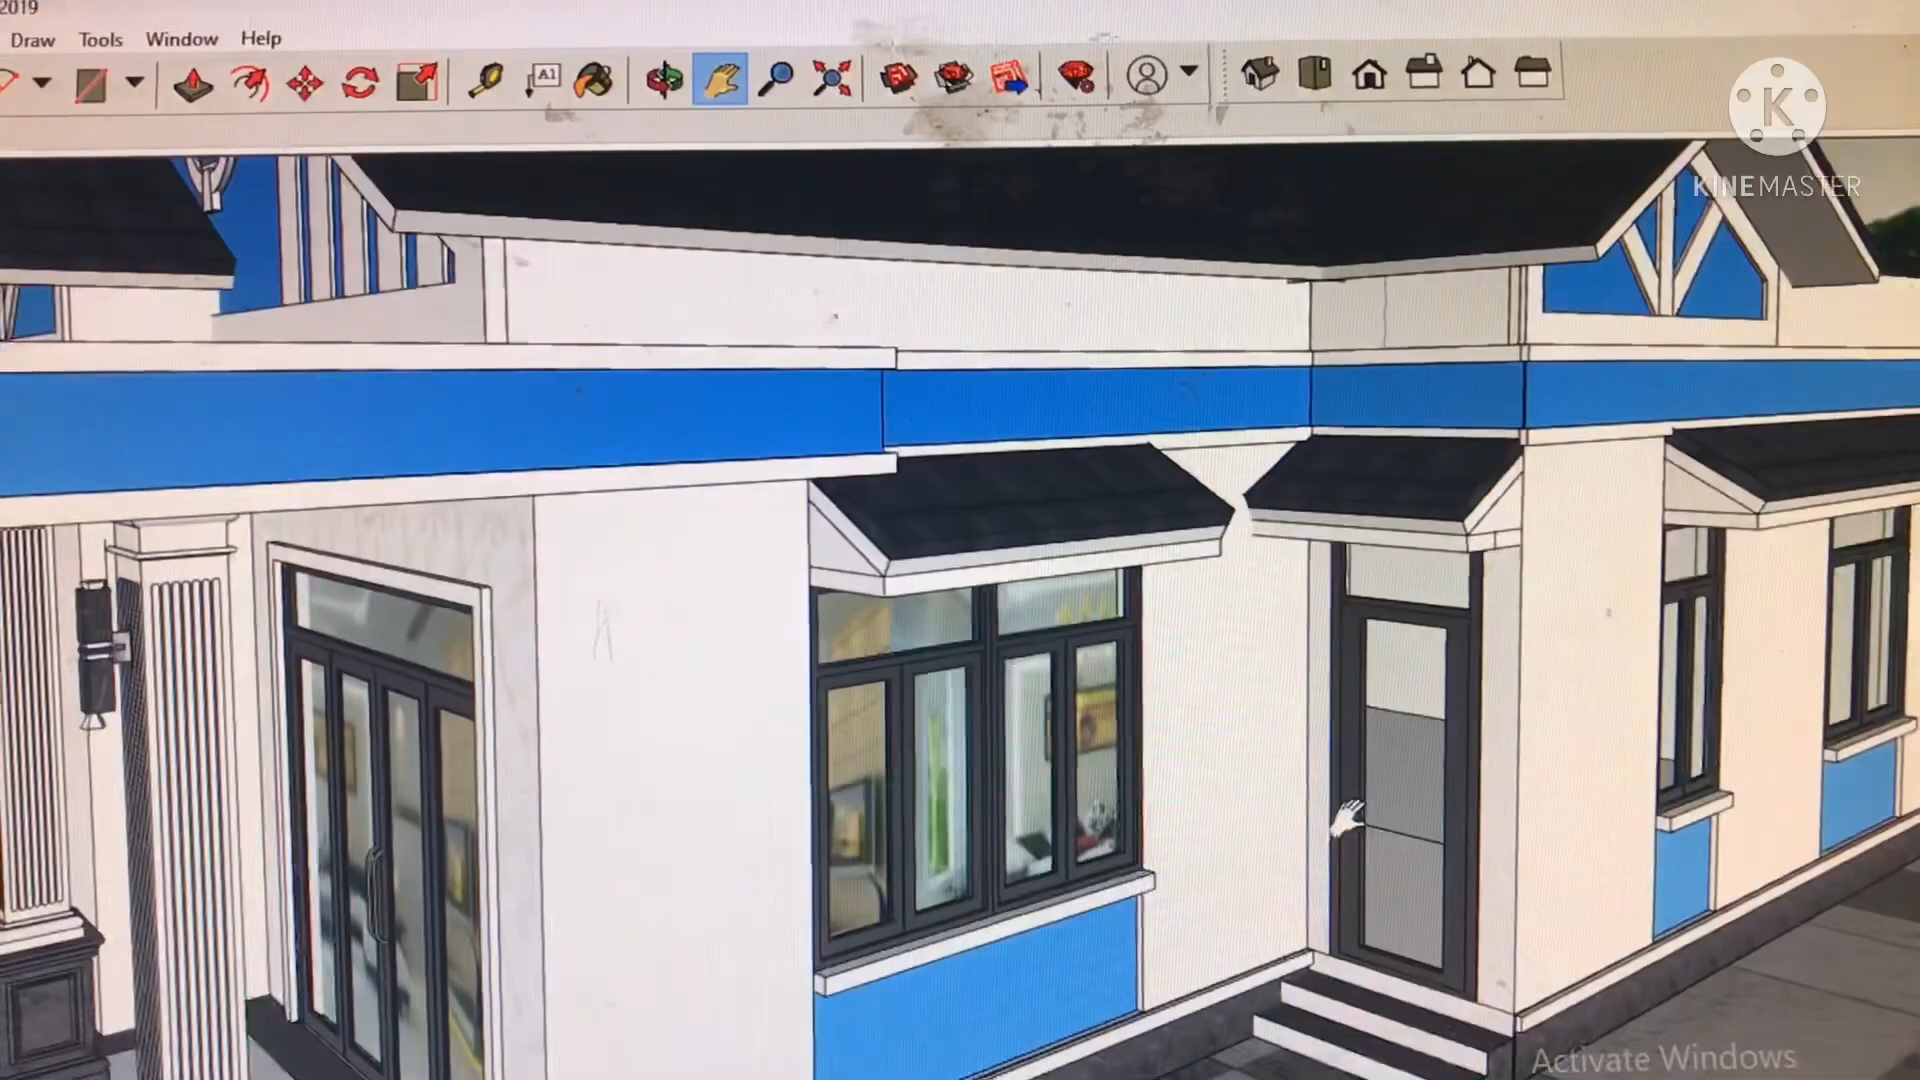 2019
Draw Tools Window Help
A1
K
KINEMASTER
Activate Windows